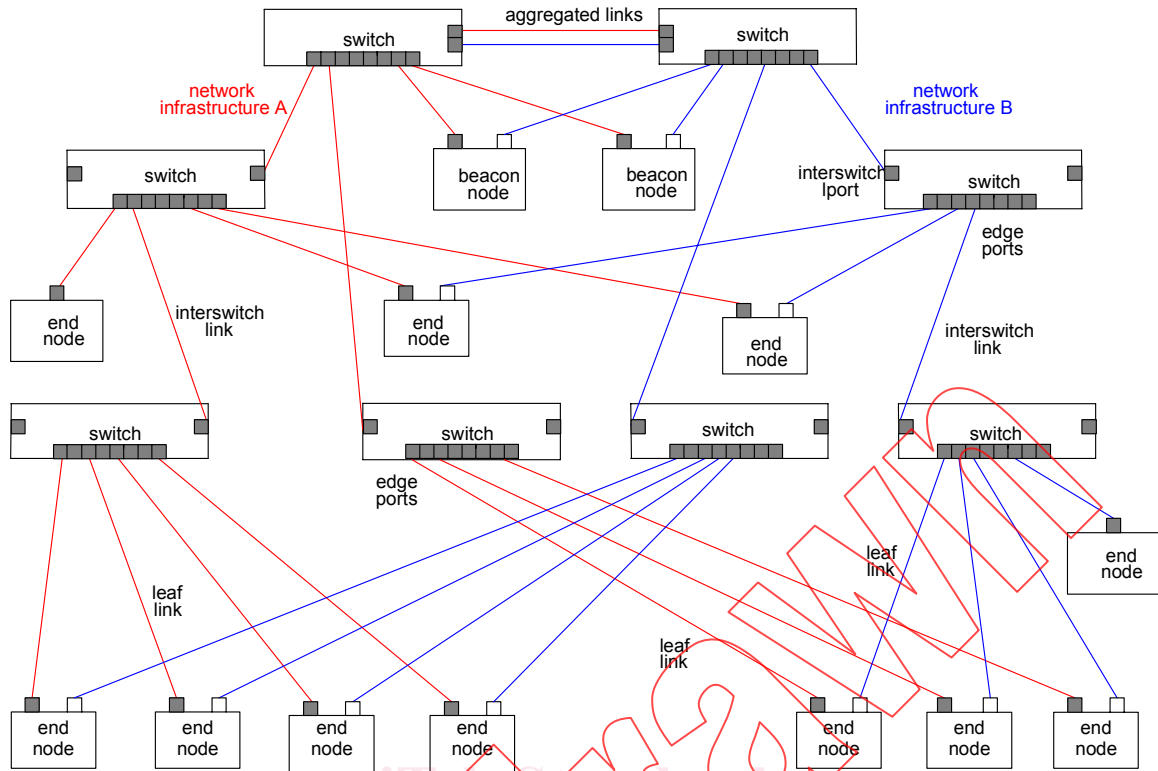 aggregated links
switch
switch
network
infrastructure A
network
infrastructure B
switch
beacon
node
beacon
node
interswitch
lport
switch
edge
ports
end
node
interswitch
link
end
node
end
node
interswitch
link
switch
switch
switch
switch
edge
ports
leaf
link
end
node
leaf
link
leaf
link
end
node
end
node
end
node
end
node
end
node
end
node
end
node